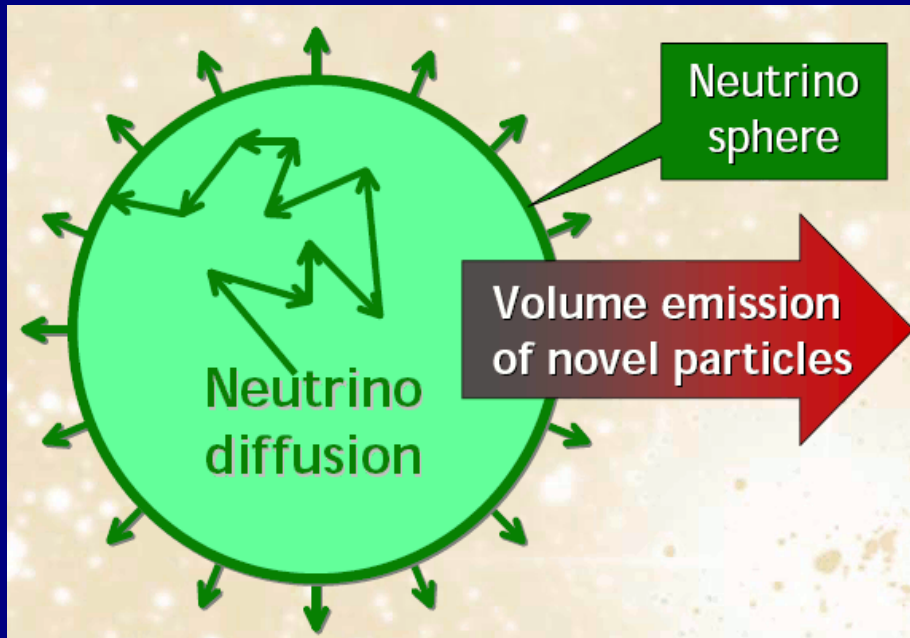 Neutrino
sphere
Volume emission
of novel particles
Neutrino
diffusion